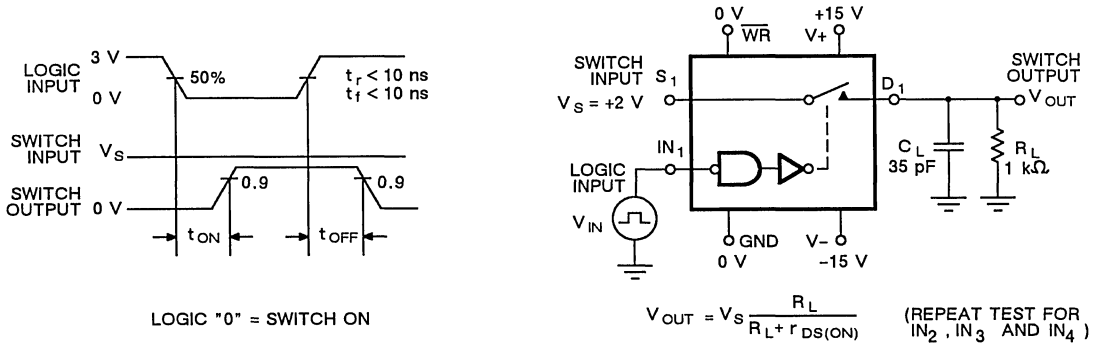 3 V
LOGIC
INPUT
50%
t_r < 10 ns
t_f < 10 ns
0 V
SWITCH
INPUT
V_S
SWITCH
OUTPUT
0.9
0.9
0 V
t_ON
t_OFF
LOGIC "0" = SWITCH ON
0 V
+15 V
W̅R̅
V+
SWITCH
INPUT
S_1
V_S = +2 V
D_1
SWITCH
OUTPUT
V_OUT
C_L
35 pF
R_L
1 kΩ
IN_1
LOGIC
INPUT
V_IN
GND
0 V
V−
−15 V
V_OUT = V_S R_L / R_L + r_DS(ON)
(REPEAT TEST FOR
IN_2, IN_3 AND IN_4)